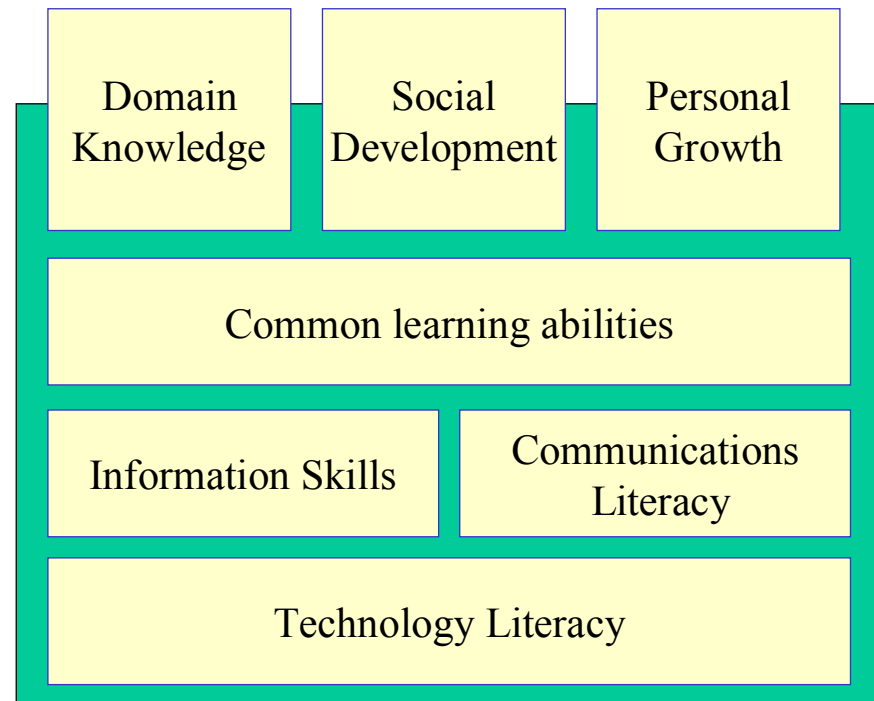 Domain
Knowledge
Social
Development
Personal
Growth
Common learning abilities
Information Skills
Communications
Literacy
Technology Literacy